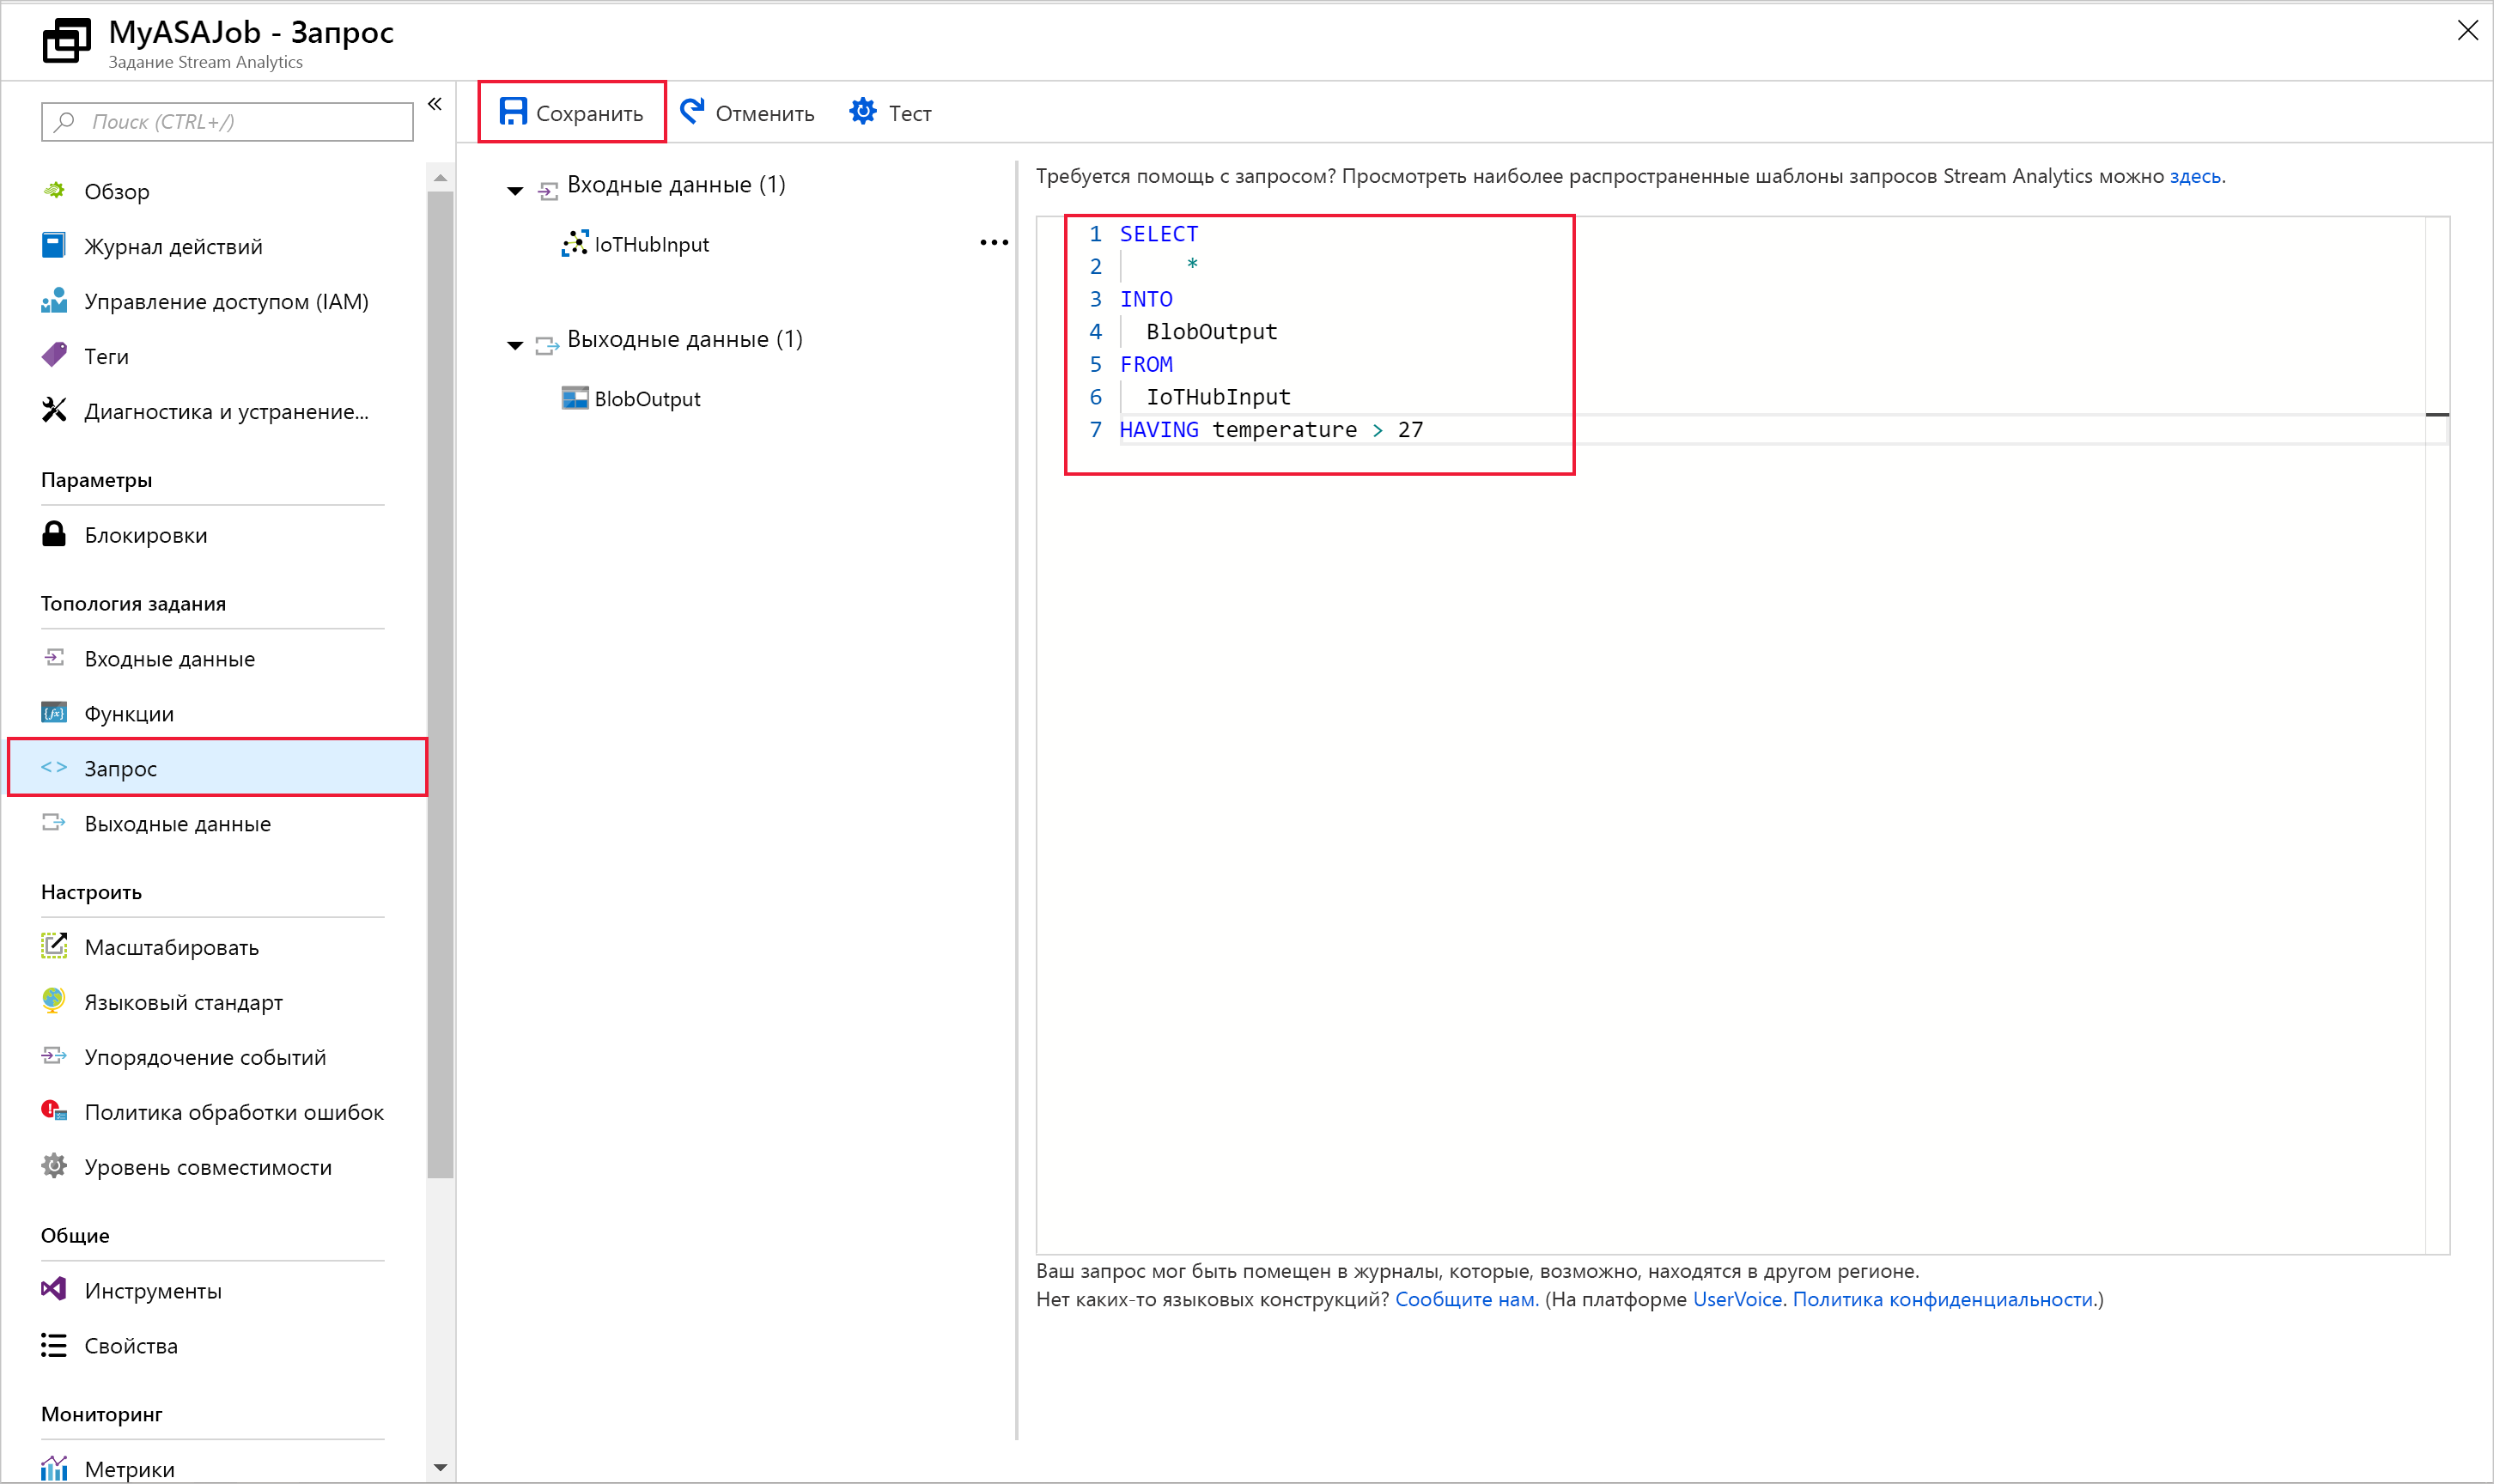 MyASAJob - Запрос
Задание Stream Analytics
Поиск (CTRL+/)
Обзор
Журнал действий
Управление доступом (IAM)
Теги
Диагностика и устранение...
Параметры
Блокировки
Топология задания
Входные данные
Функции
Запрос
Выходные данные
Настроить
Масштабировать
Языковый стандарт
Упорядочение событий
Политика обработки ошибок
Уровень совместимости
Общие
Инструменты
Свойства
Мониторинг
Метрики
Сохранить
Отменить
Тест
Входные данные (1)
IoTHubInput
Выходные данные (1)
BlobOutput
Требуется помощь с запросом? Просмотреть наиболее распространенные шаблоны запросов Stream Analytics можно здесь.
1 SELECT
2 *
3 INTO
4 BlobOutput
5 FROM
6 IoTHubInput
7 HAVING temperature > 27
Ваш запрос мог быть помещен в журналы, которые, возможно, находятся в другом регионе.
Нет каких-то языковых конструкций? Сообщите нам. (На платформе UserVoice. Политика конфиденциальности.)